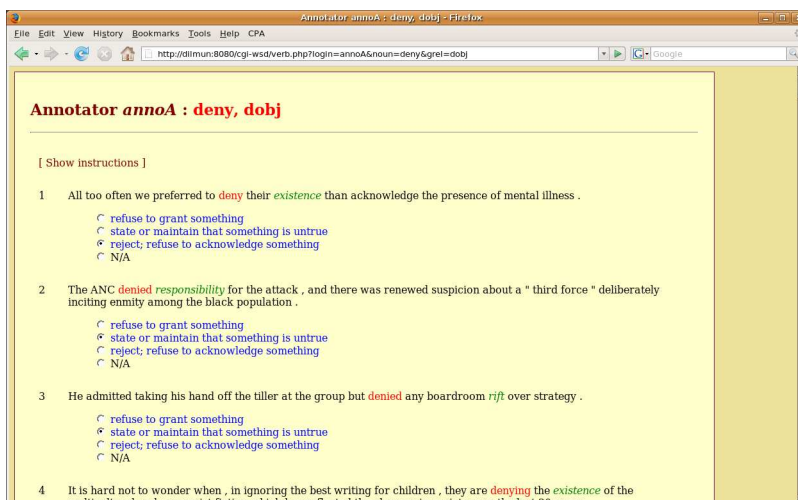 Annotator annoA : deny, dobj - Firefox
File Edit View History Bookmarks Tools Help CPA
http://dilmun:8080/cgi-wsd/verb.php?login=annoA&noun=deny&grel=dobj
Google
Annotator annoA : deny, dobj
[ Show instructions ]
1 All too often we preferred to deny their existence than acknowledge the presence of mental illness .
refuse to grant something
state or maintain that something is untrue
reject; refuse to acknowledge something
N/A
2 The ANC denied responsibility for the attack , and there was renewed suspicion about a " third force " deliberately
inciting enmity among the black population .
refuse to grant something
state or maintain that something is untrue
reject; refuse to acknowledge something
N/A
3 He admitted taking his hand off the tiller at the group but denied any boardroom rift over strategy .
refuse to grant something
state or maintain that something is untrue
reject; refuse to acknowledge something
N/A
4 It is hard not to wonder when , in ignoring the best writing for children , they are denying the existence of the